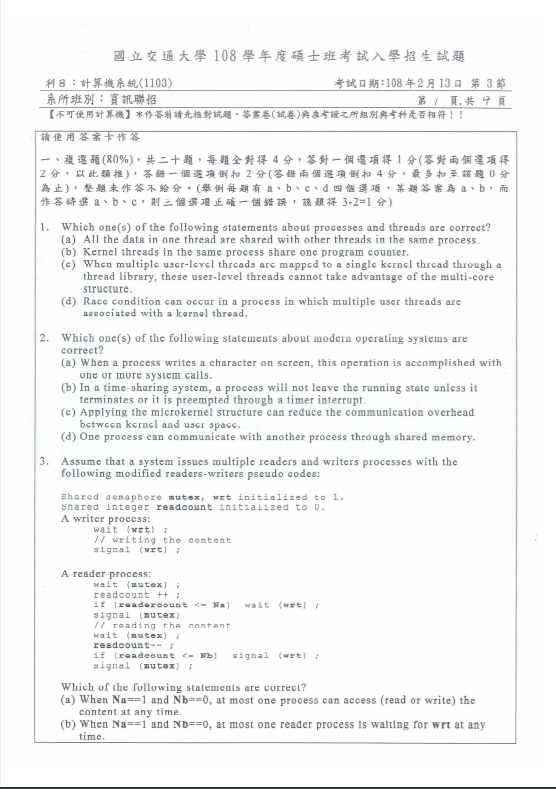 國立交通大學 108 學年度碩士班考試入學招生試題
科目：計算機系統(1103)
考試日期：108 年 2 月 13 日 第 3 節
系所班別：資訊聯招
第 1 頁,共 9 頁
【不可使用計算機】*作答前請先核對試題、答案卷(試卷)與准考證之所組別與考科是否相符！！
請使用答案卡作答
一、複選題(80%)，共二十題，每題全對得 4 分，答對一個選項得 1 分(答對兩個選項得
2 分，以此類推)，答錯一個選項倒扣 2 分(答錯兩個選項倒扣 4 分，最多扣至該題 0 分
為止)，整題未作答不給分。(舉例每題有 a、b、c、d 四個選項，某題答案為 a、b，而
作答時選 a、b、c，則三個選項正確一個錯誤，該題得 3-2=1 分)
1. Which one(s) of the following statements about processes and threads are correct?
(a) All the data in one thread are shared with other threads in the same process.
(b) Kernel threads in the same process share one program counter.
(c) When multiple user-level threads are mapped to a single kernel thread through a
thread library, these user-level threads cannot take advantage of the multi-core
structure.
(d) Race condition can occur in a process in which multiple user threads are
associated with a kernel thread.
2. Which one(s) of the following statements about modern operating systems are
correct?
(a) When a process writes a character on screen, this operation is accomplished with
one or more system calls.
(b) In a time-sharing system, a process will not leave the running state unless it
terminates or it is preempted through a timer interrupt.
(c) Applying the microkernel structure can reduce the communication overhead
between kernel and user space.
(d) One process can communicate with another process through shared memory.
3. Assume that a system issues multiple readers and writers processes with the
following modified readers-writers pseudo codes:
Shared semaphore mutex, wrt initialized to 1.
Shared integer readcount initialized to 0.
A writer process:
wait (wrt) ;
// writing the content
signal (wrt) ;
A reader process:
wait (mutex) ;
readcount ++ ;
if (readercount <= Na) wait (wrt) ;
signal (mutex)
// reading the content
wait (mutex) ;
readcount-- ;
if (readcount <= Nb) signal (wrt) ;
signal (mutex) ;
Which of the following statements are correct?
(a) When Na==1 and Nb==0, at most one process can access (read or write) the
content at any time.
(b) When Na==1 and Nb==0, at most one reader process is waiting for wrt at any
time.